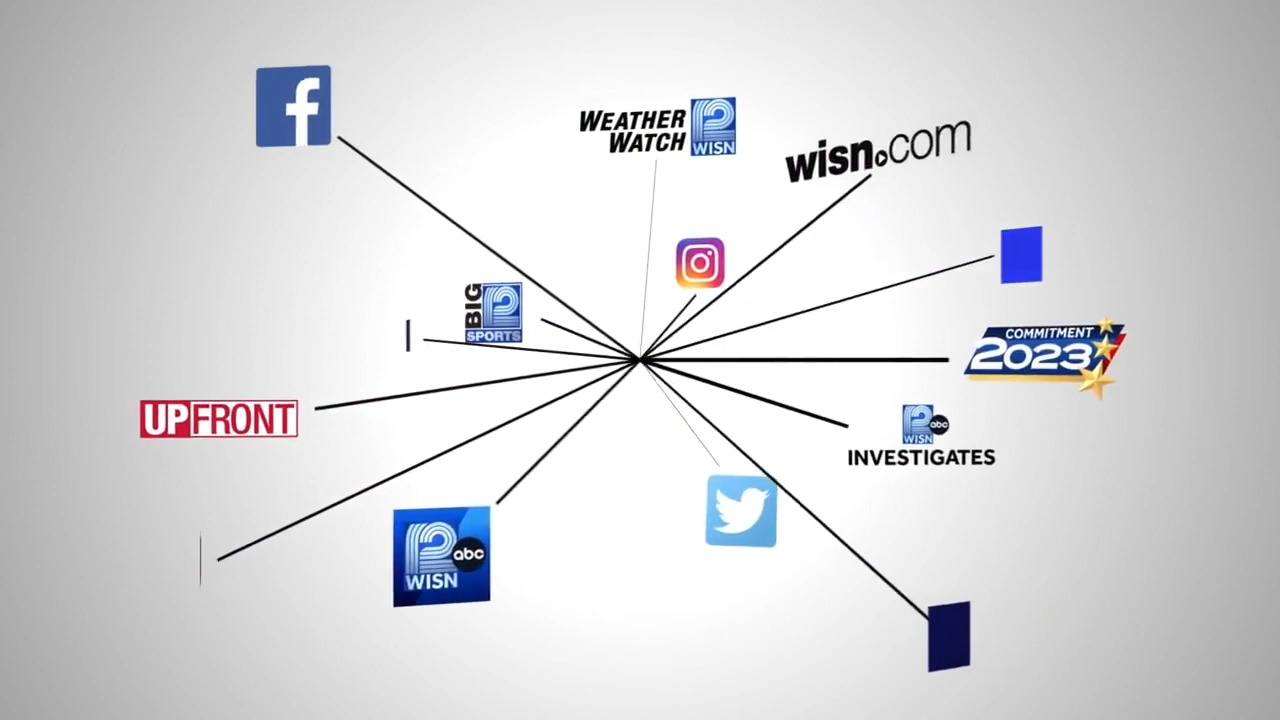 f
WEATHER
WATCH
12
WISN
wisn.com
BIG
12
SPORTS
COMMITMENT
2023
UPFRONT
12
WISN
abc
INVESTIGATES
12
abc
WISN